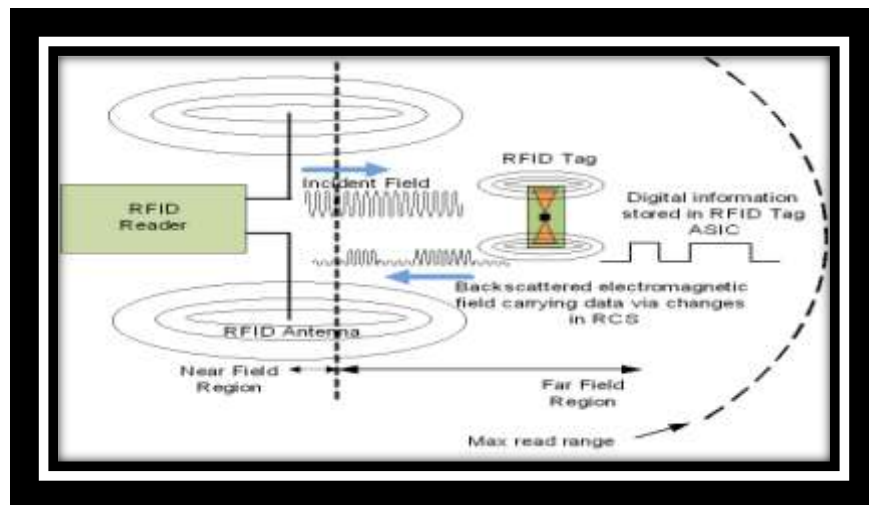 RFID Tag
Incident Field
RFID
Reader
Digital information
stored in RFID Tag
ASIC
Backscattered electromagnetic
field carrying data via changes
in RCS
RFID Antenna
Near Field
Region
Far Field
Region
Max read range